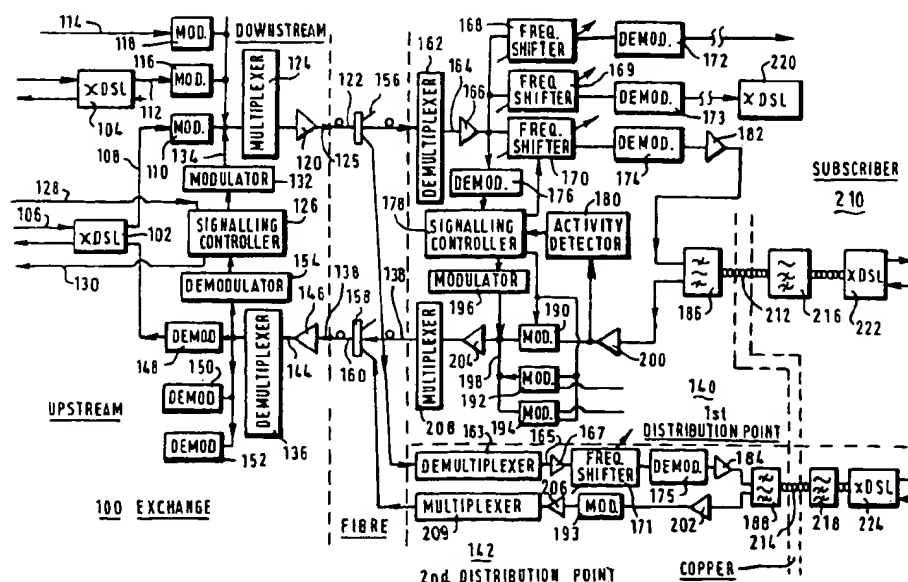 114
MOD.
118
DOWNSTREAM
116
MOD.
XDSL
104
112
108
MOD.
110
134
MULTIPLEXER
124
120
125
122
156
MODULATOR
132
128
106
XDSL
102
SIGNALLING
CONTROLLER
126
130
DEMODULATOR
154
146
138
158
138
160
DEMOD.
148
150
DEMOD
DEMOD
152
DEMULTIPLEXER
144
136
UPSTREAM
100 EXCHANGE
FIBRE
162
DEMULTIPLEXER
164
166
168
FREQ.
SHIFTER
DEMOD.
172
FREQ.
SHIFTER
169
DEMOD.
173
220
XDSL
FREQ.
SHIFTER
170
DEMOD.
174
182
DEMOD.
176
178
SIGNALLING
CONTROLLER
180
ACTIVITY
DETECTOR
MODULATOR
196
190
MOD.
200
204
198
MOD.
192
MOD.
194
MULTIPLEXER
208
186
212
216
XDSL
222
SUBSCRIBER
210
140
1st
DISTRIBUTION POINT
163
DEMULTIPLEXER
165
167
FREQ.
SHIFTER
171
DEMOD.
175
184
MULTIPLEXER
209
206
MOD.
193
202
188
214
218
XDSL
224
142
2nd DISTRIBUTION POINT
COPPER